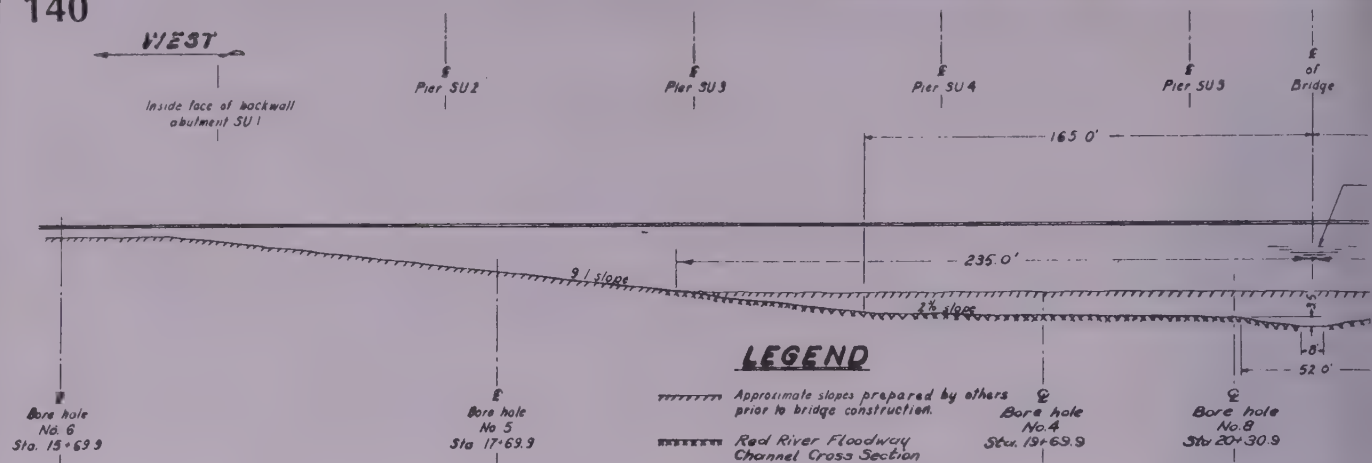 140
WEST
Inside face of backwall
abutment SU 1
Pier SU2
Pier SU3
Pier SU 4
Pier SU5
of
Bridge
165 0'
235.0'
9 1 slope
2% slope
8'
52 0'
LEGEND
Approximate slopes prepared by others
prior to bridge construction.
Red River Floodway
Channel Cross Section
Bore hole
No. 6
Sta. 15+69.9
Bore hole
No 5
Sta 17+69.9
Bore hole
No.4
Sta. 19+69.9
Bore hole
No.8
Sta 20+30.9